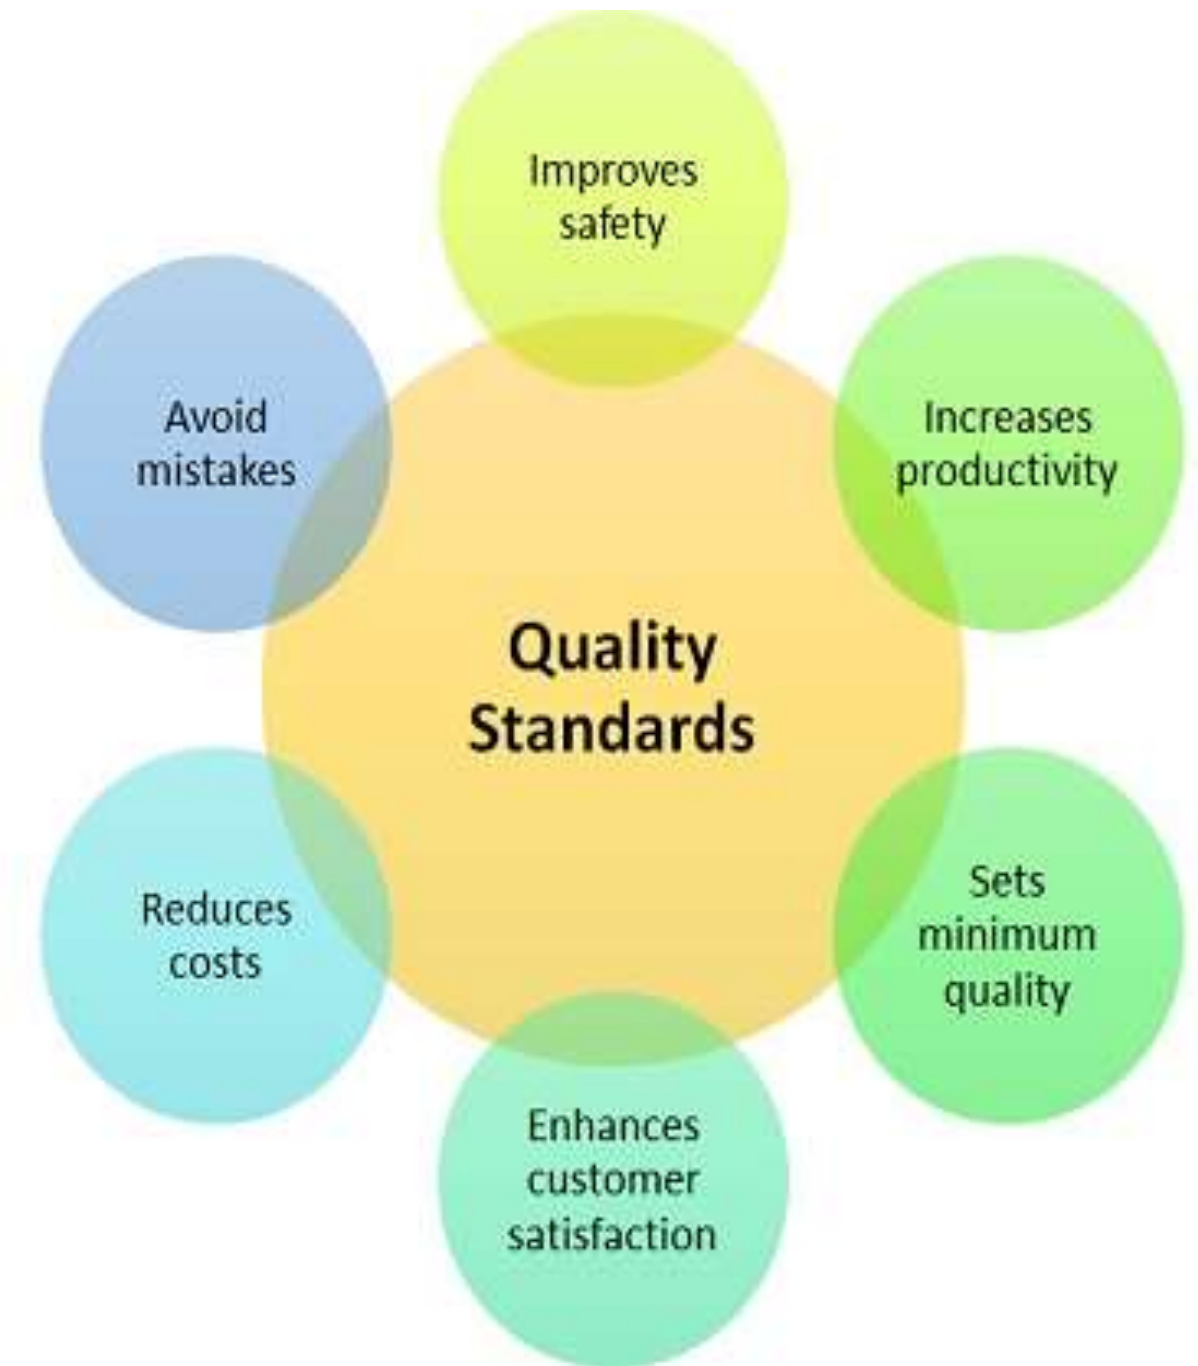 Improves
safety
Increases
productivity
Sets
minimum
quality
Enhances
customer
satisfaction
Reduces
costs
Avoid
mistakes
Quality
Standards